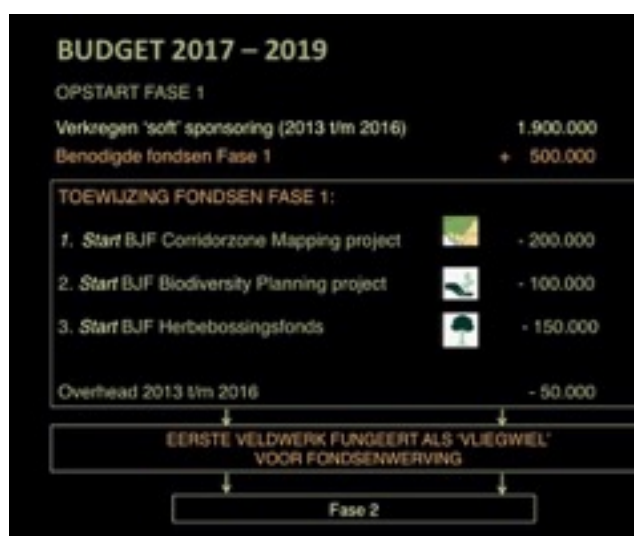 BUDGET 2017 – 2019
OPSTART FASE 1
Verkregen 'soft' sponsoring (2013 t/m 2016) 1.900.000
Benodigde fondsen Fase 1 + 500.000
TOEWIJZING FONDSEN FASE 1:
1. Start BJF Corridorzone Mapping project - 200.000
2. Start BJF Biodiversity Planning project - 100.000
3. Start BJF Herbebossingsfonds - 150.000
Overhead 2013 t/m 2016 - 50.000
EERSTE VELDWERK FUNGEERT ALS 'VLIEGWIEL'
VOOR FONDSENWERVING
Fase 2